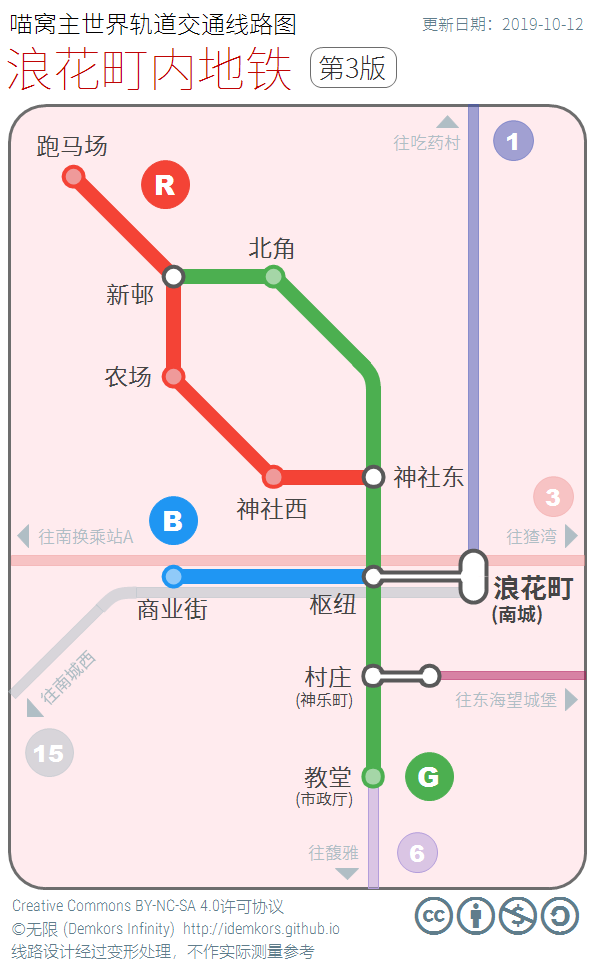 喵窝主世界轨道交通线路图
更新日期：2019-10-12
浪花町内地铁
第3版
往吃药村
1
跑马场
R
北角
新邨
农场
神社东
神社西
3
B
往南换乘站A
往猹湾
商业街
枢纽
浪花町
(南城)
往南城西
村庄
(神乐町)
往东海望城堡
15
教堂
(市政厅)
G
往馥雅
6
Creative Commons BY-NC-SA 4.0许可协议
©无限 (Demkors Infinity) http://idemkors.github.io
线路设计经过变形处理，不作实际测量参考
cc